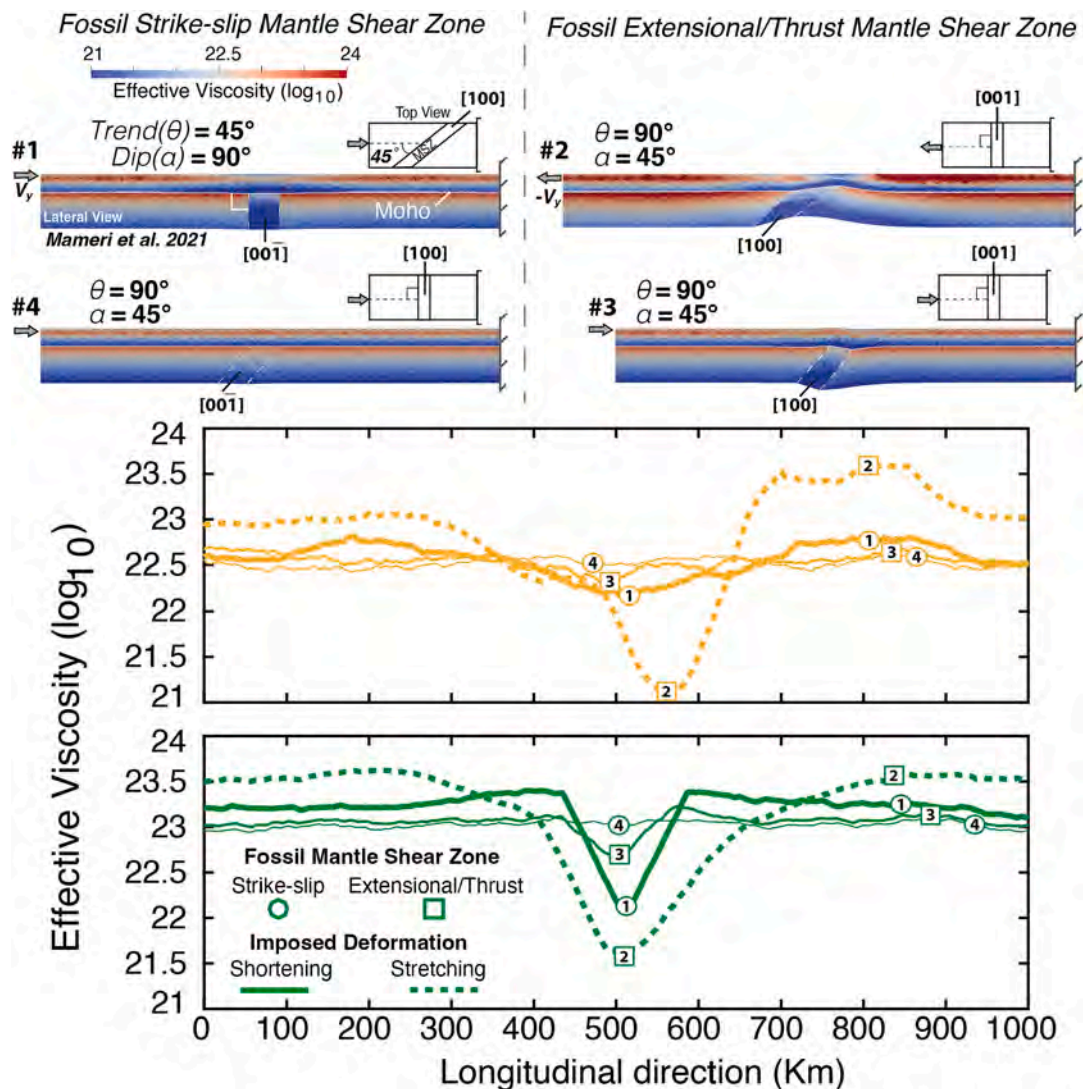 Fossil Strike-slip Mantle Shear Zone
Fossil Extensional/Thrust Mantle Shear Zone
21 22.5 24
Effective Viscosity (log10)
Top View
[100]
45°
MSZ
Trend(θ) = 45°
Dip(α) = 90°
#1
Vy
Lateral View
Moho
Mameri et al. 2021
[001̅]
[001]
θ = 90°
α = 45°
#2
-Vy
[100]
[100]
θ = 90°
α = 45°
#4
[001̅]
[001]
θ = 90°
α = 45°
#3
[100]
Effective Viscosity (log10)
24
23.5
23
22.5
22
21.5
21
2
1
3
4
4
3
1
2
24
23.5
23
22.5
22
21.5
21
2
1
3
4
4
3
1
2
Fossil Mantle Shear Zone
Strike-slip Extensional/Thrust
Imposed Deformation
Shortening Stretching
0 100 200 300 400 500 600 700 800 900 1000
Longitudinal direction (Km)